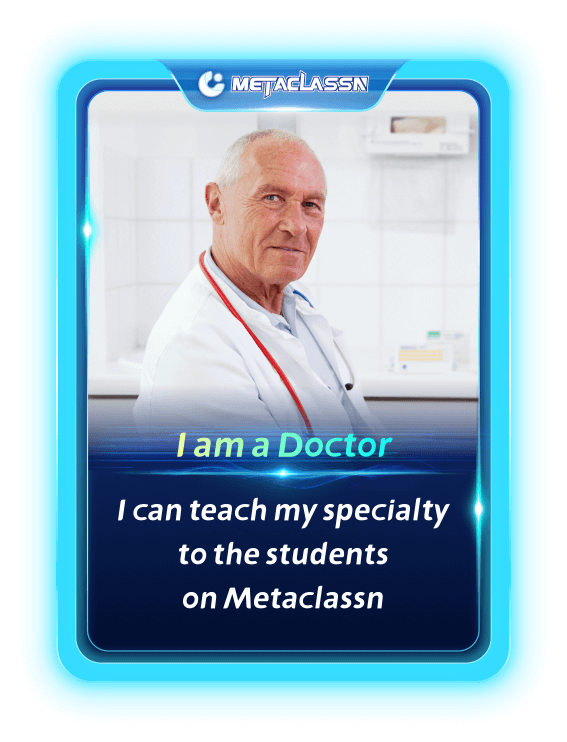 METACLASSN
I am a Doctor
I can teach my specialty
to the students
on Metaclassn